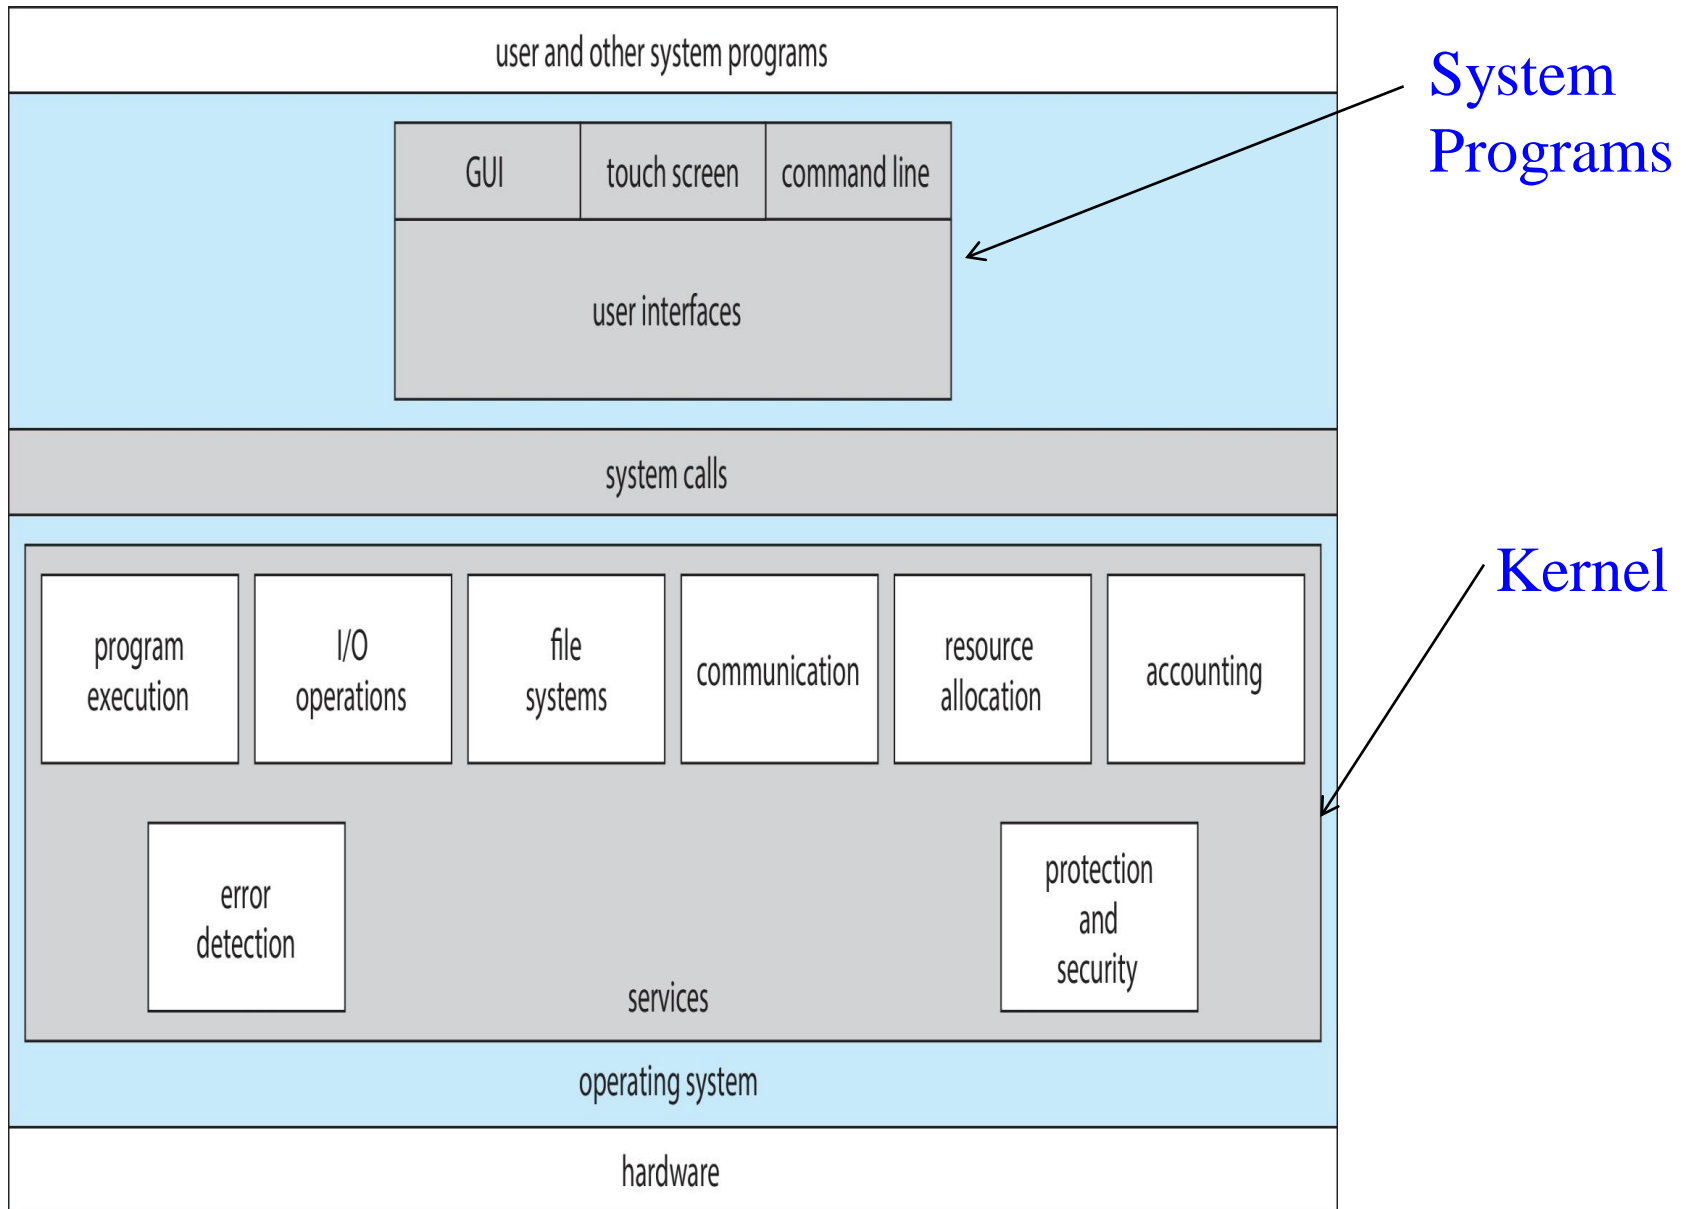 user and other system programs
System
Programs
GUI
touch screen
command line
user interfaces
system calls
Kernel
program
execution
I/O
operations
file
systems
communication
resource
allocation
accounting
error
detection
protection
and
security
services
operating system
hardware